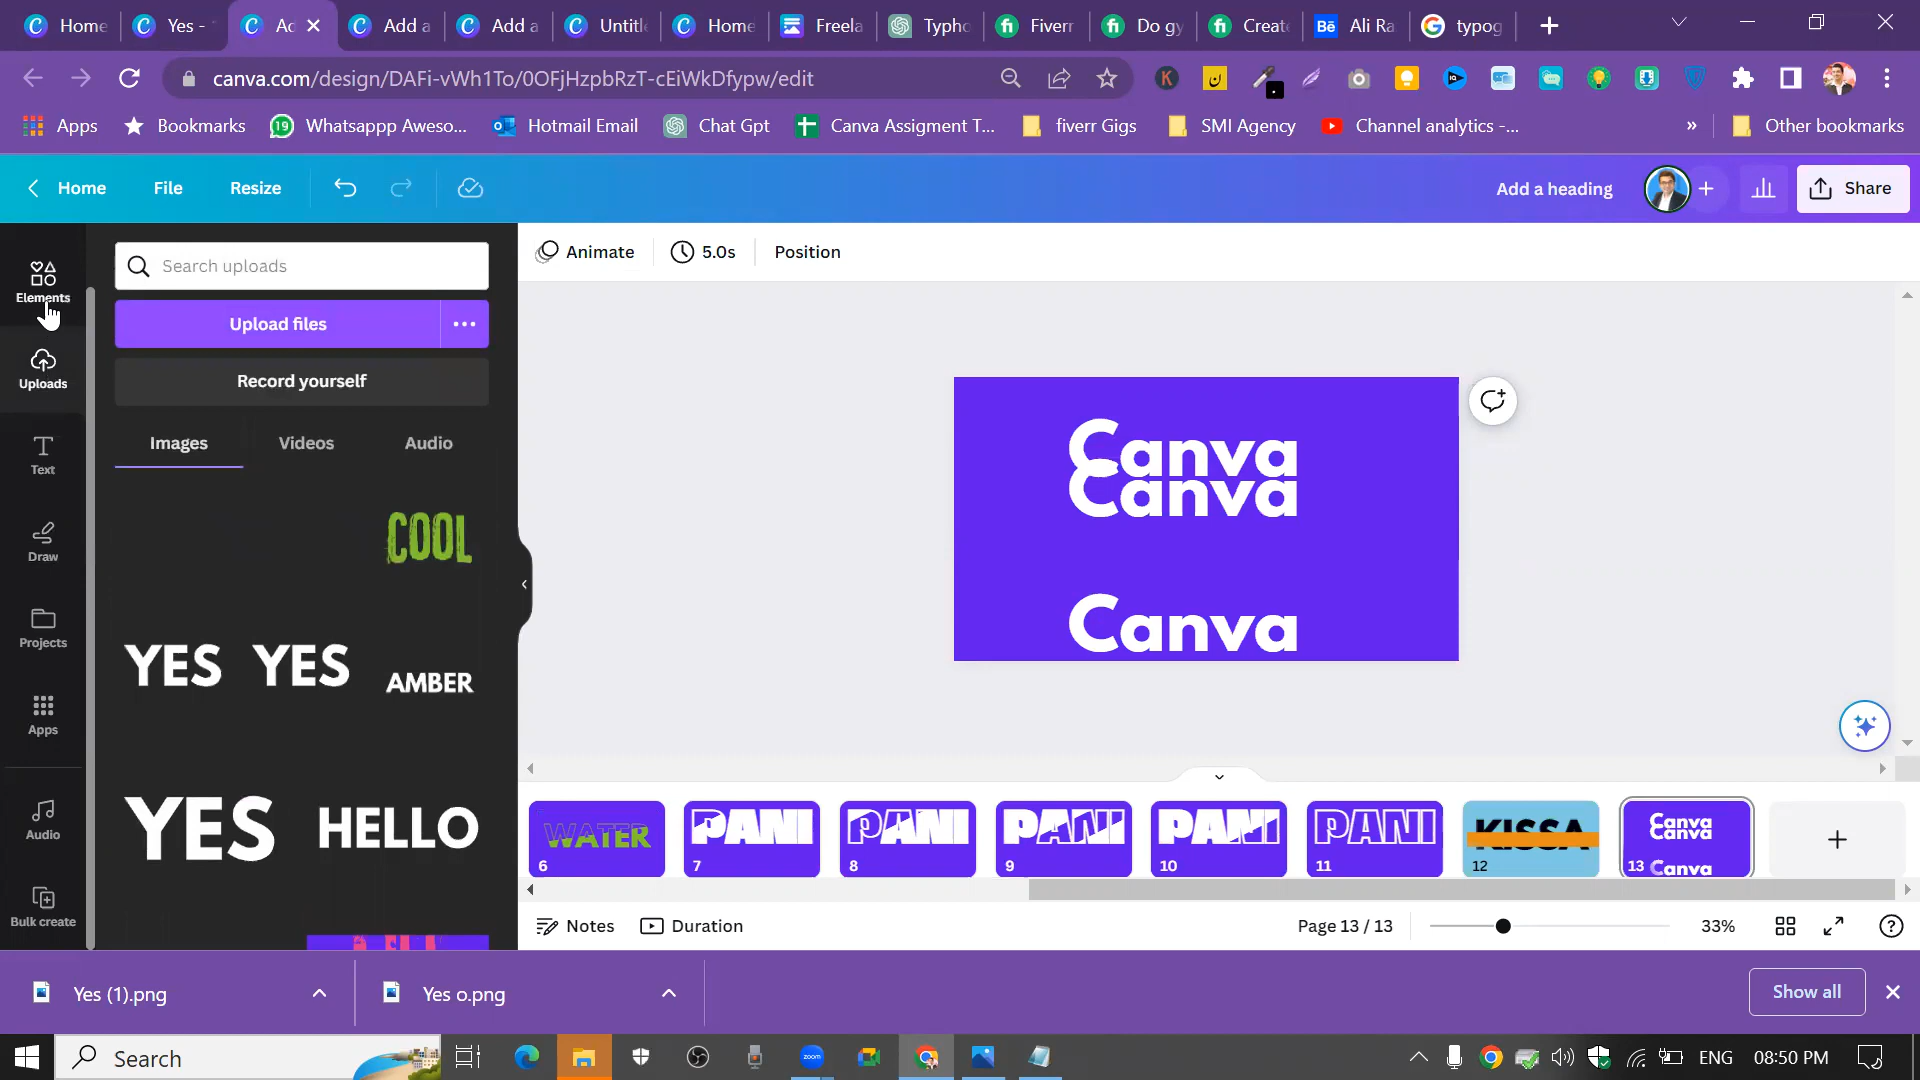 Home
Yes -
Ad
Add a
Add a
Untitle
Home
Freela
Typho
Fiverr
Do gy
Create
Ali Ra
typog
canva.com/design/DAFi-vWh1To/0OFjHzpbRzT-cEiWkDfypw/edit
Apps
Bookmarks
19
Whatsappp Aweso...
Hotmail Email
Chat Gpt
Canva Assigment T...
fiverr Gigs
SMI Agency
Channel analytics -...
»
Other bookmarks
Home
File
Resize
Add a heading
Share
Elements
Uploads
Text
Draw
Projects
Apps
Audio
Bulk create
Search uploads
Upload files
Record yourself
Images
Videos
Audio
COOL
YES
YES
AMBER
YES
HELLO
Animate
5.0s
Position
Canva
Canva
Canva
WATER
6
PANI
7
PANI
8
PANI
9
PANI
10
PANI
11
KISSA
12
Canva
Canva
13 Canva
Notes
Duration
Page 13 / 13
33%
Yes (1).png
Yes o.png
Show all
Search
zoom
ENG
08:50 PM